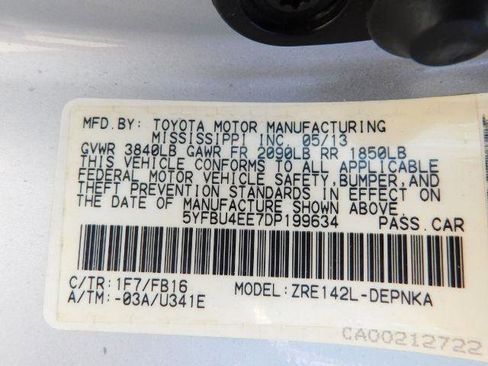 MFD.BY: TOYOTA MOTOR MANUFACTURING
MISSISSIPPI INC. 05/13
GVWR 3840LB GAWR FR 2090LB RR 1850LB
THIS VEHICLE CONFORMS TO ALL APPLICABLE
FEDERAL MOTOR VEHICLE SAFETY,BUMPER,AND
THEFT PREVENTION STANDARDS IN EFFECT ON
THE DATE OF MANUFACTURE SHOWN ABOVE.
5YFBU4EE7DP199634 PASS.CAR
C/TR:1F7/FB16 MODEL:ZRE142L-DEPNKA
A/TM:-03A/U341E
CA00212722